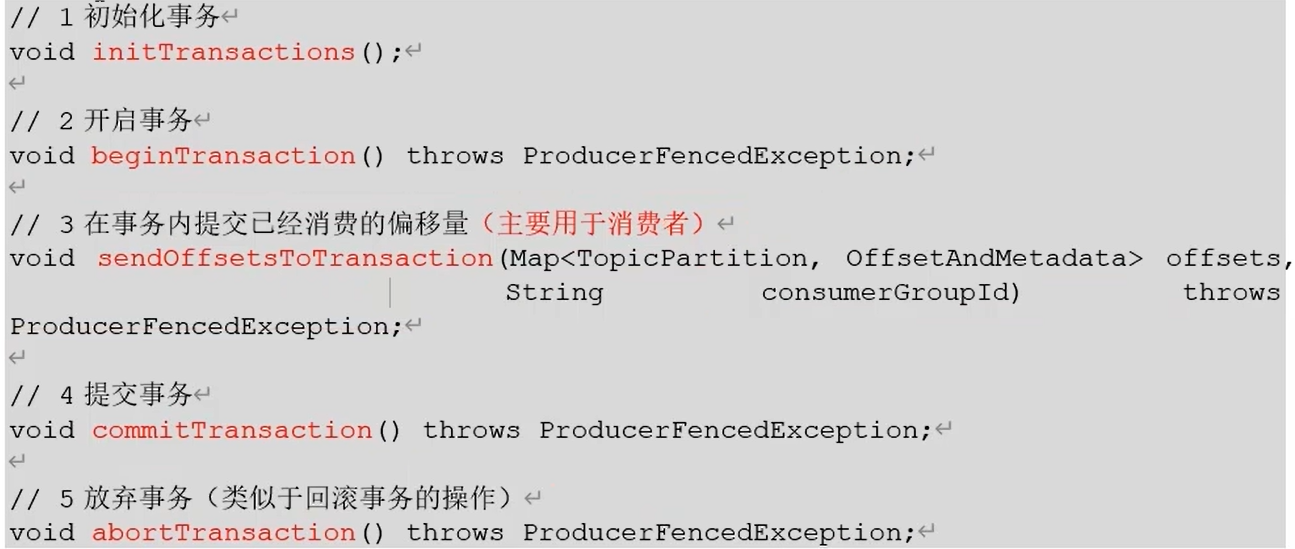 // 1 初始化事务
void initTransactions();
// 2 开启事务
void beginTransaction() throws ProducerFencedException;
// 3 在事务内提交已经消费的偏移量（主要用于消费者）
void sendOffsetsToTransaction(Map<TopicPartition, OffsetAndMetadata> offsets,
String consumerGroupId) throws
ProducerFencedException;
// 4 提交事务
void commitTransaction() throws ProducerFencedException;
// 5 放弃事务（类似于回滚事务的操作）
void abortTransaction() throws ProducerFencedException;